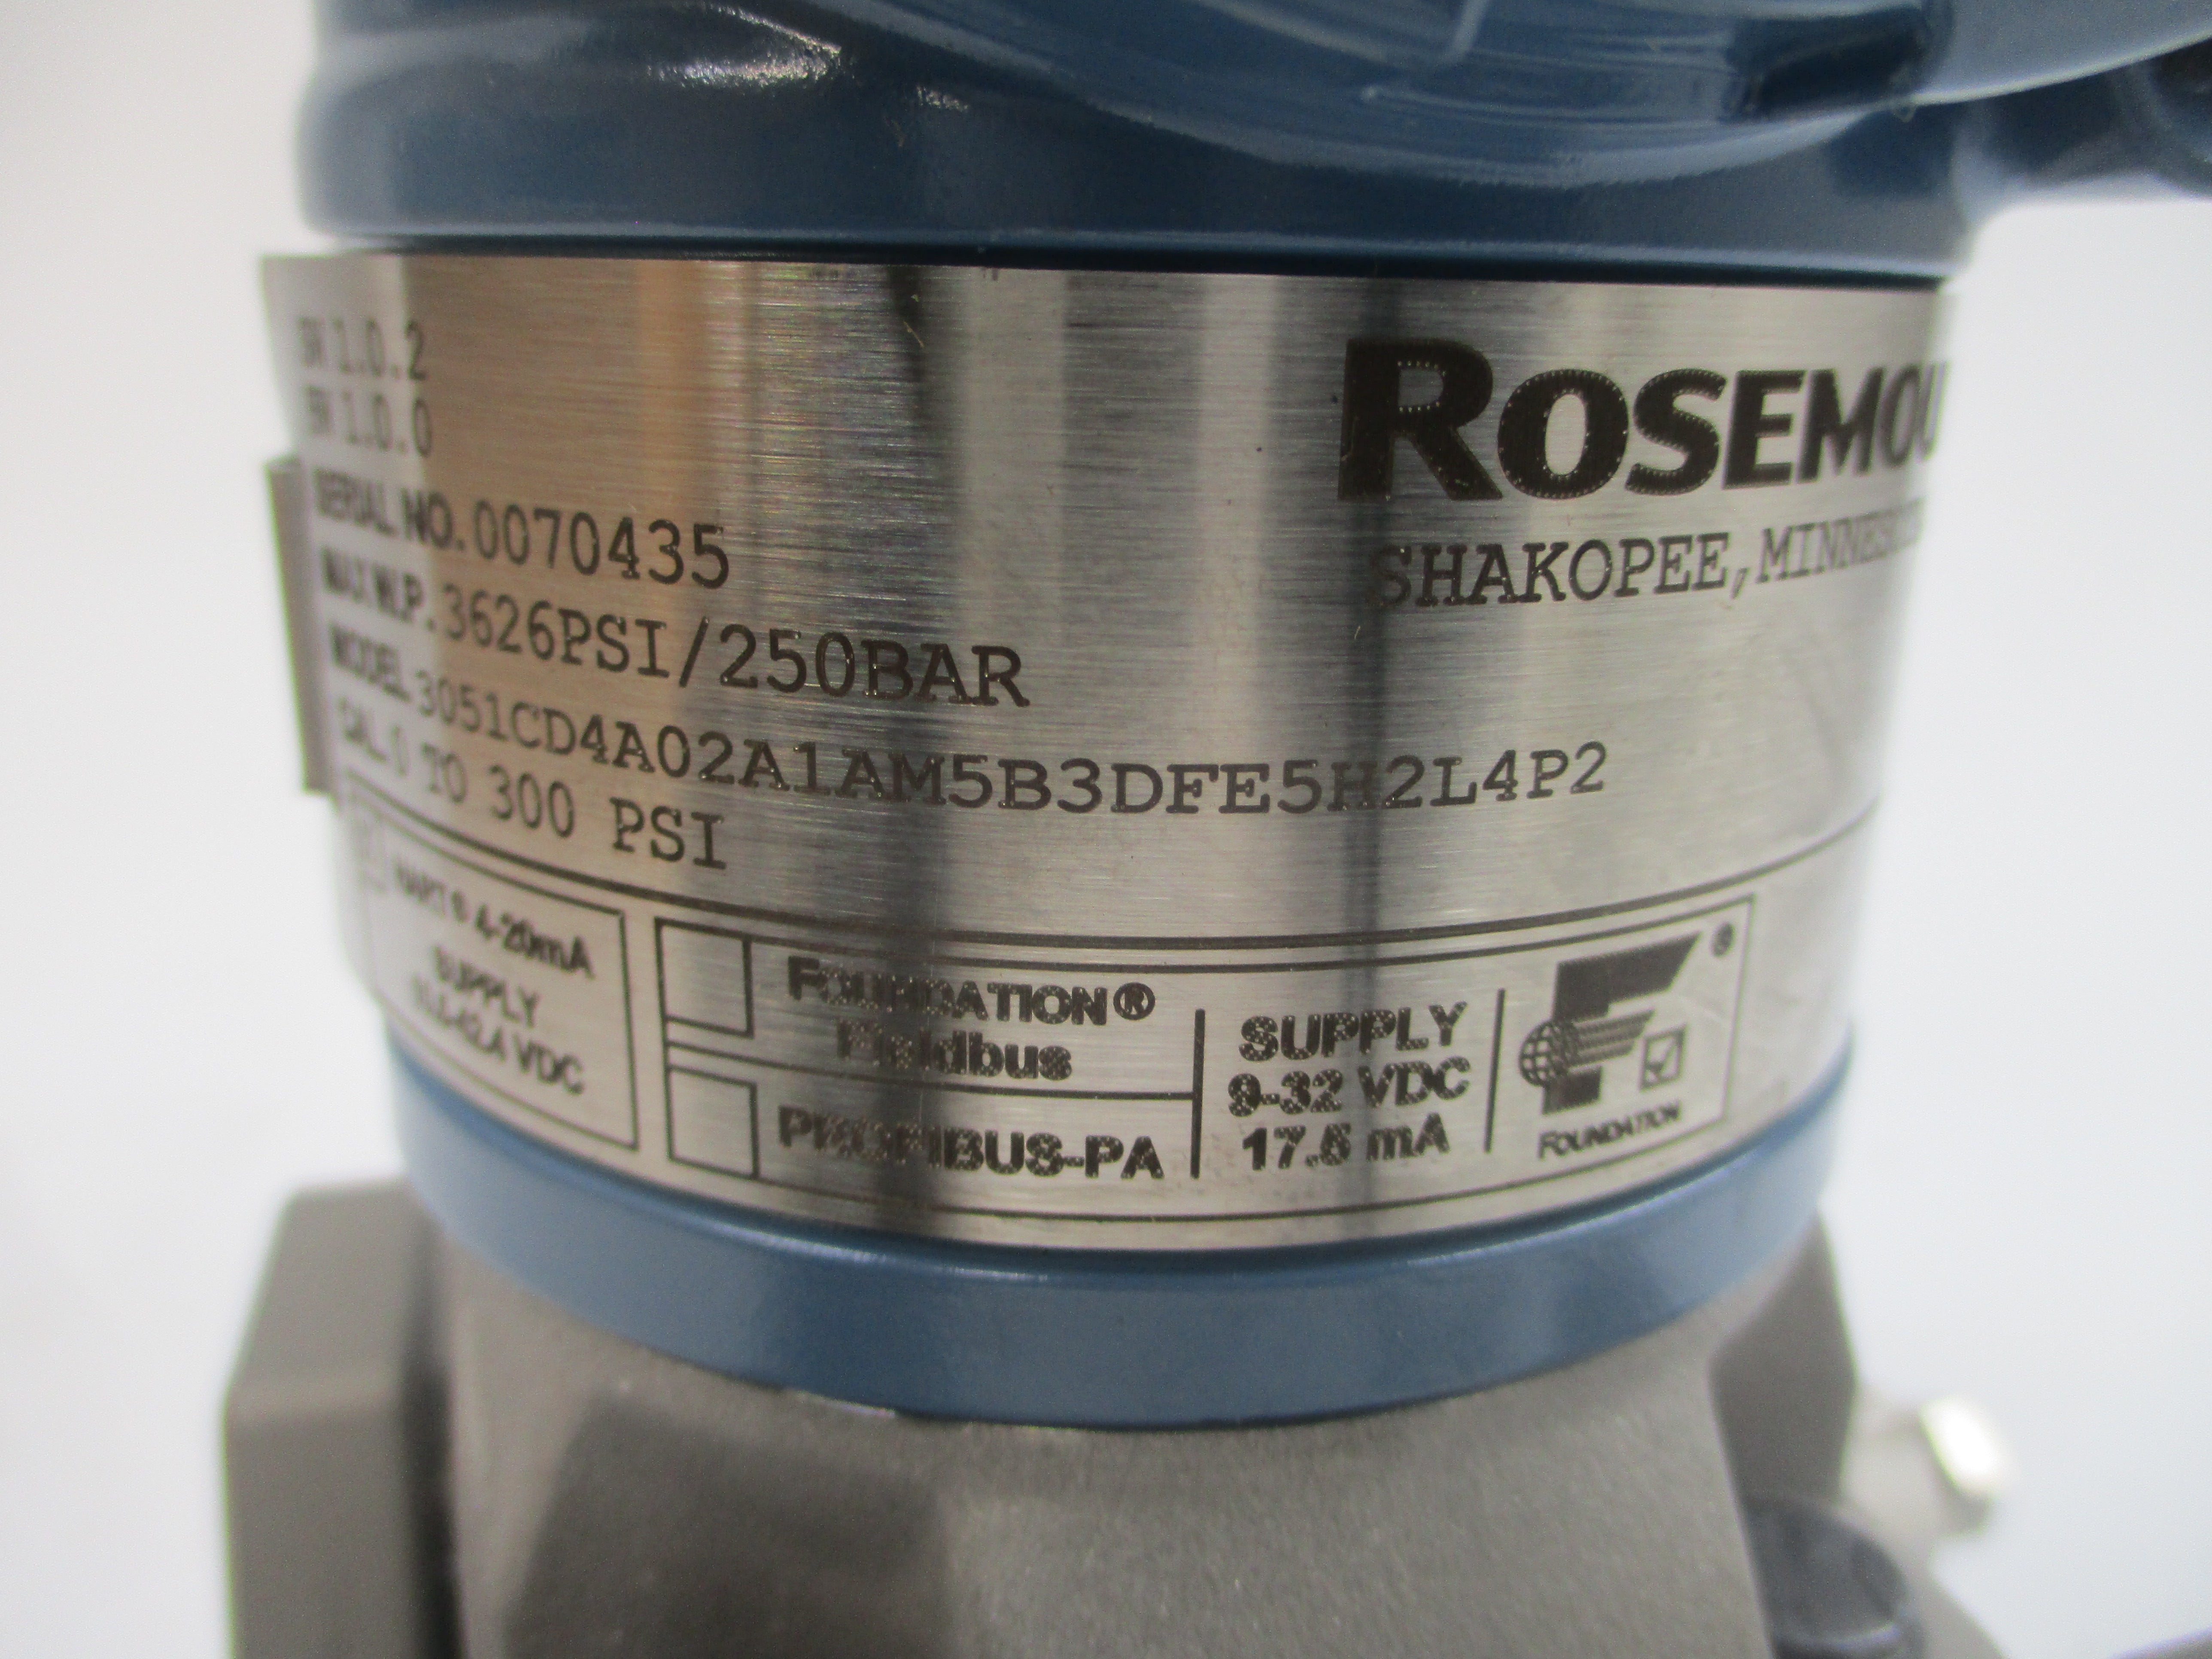 1.0.2
1.0.0
SERIAL NO. 0070435
MAX W.P. 3626PSI/250BAR
MODEL 3051CD4A02A1AM5B3DFE5H2L4P2
CAL. 0 TO 300 PSI
ROSEMOU
SHAKOPEE, MINNES
HART® 4-20mA
SUPPLY
VDC
FOUNDATION®
Fieldbus
PROFIBUS-PA
SUPPLY
9-32 VDC
17.5 mA
F ®
FOUNDATION